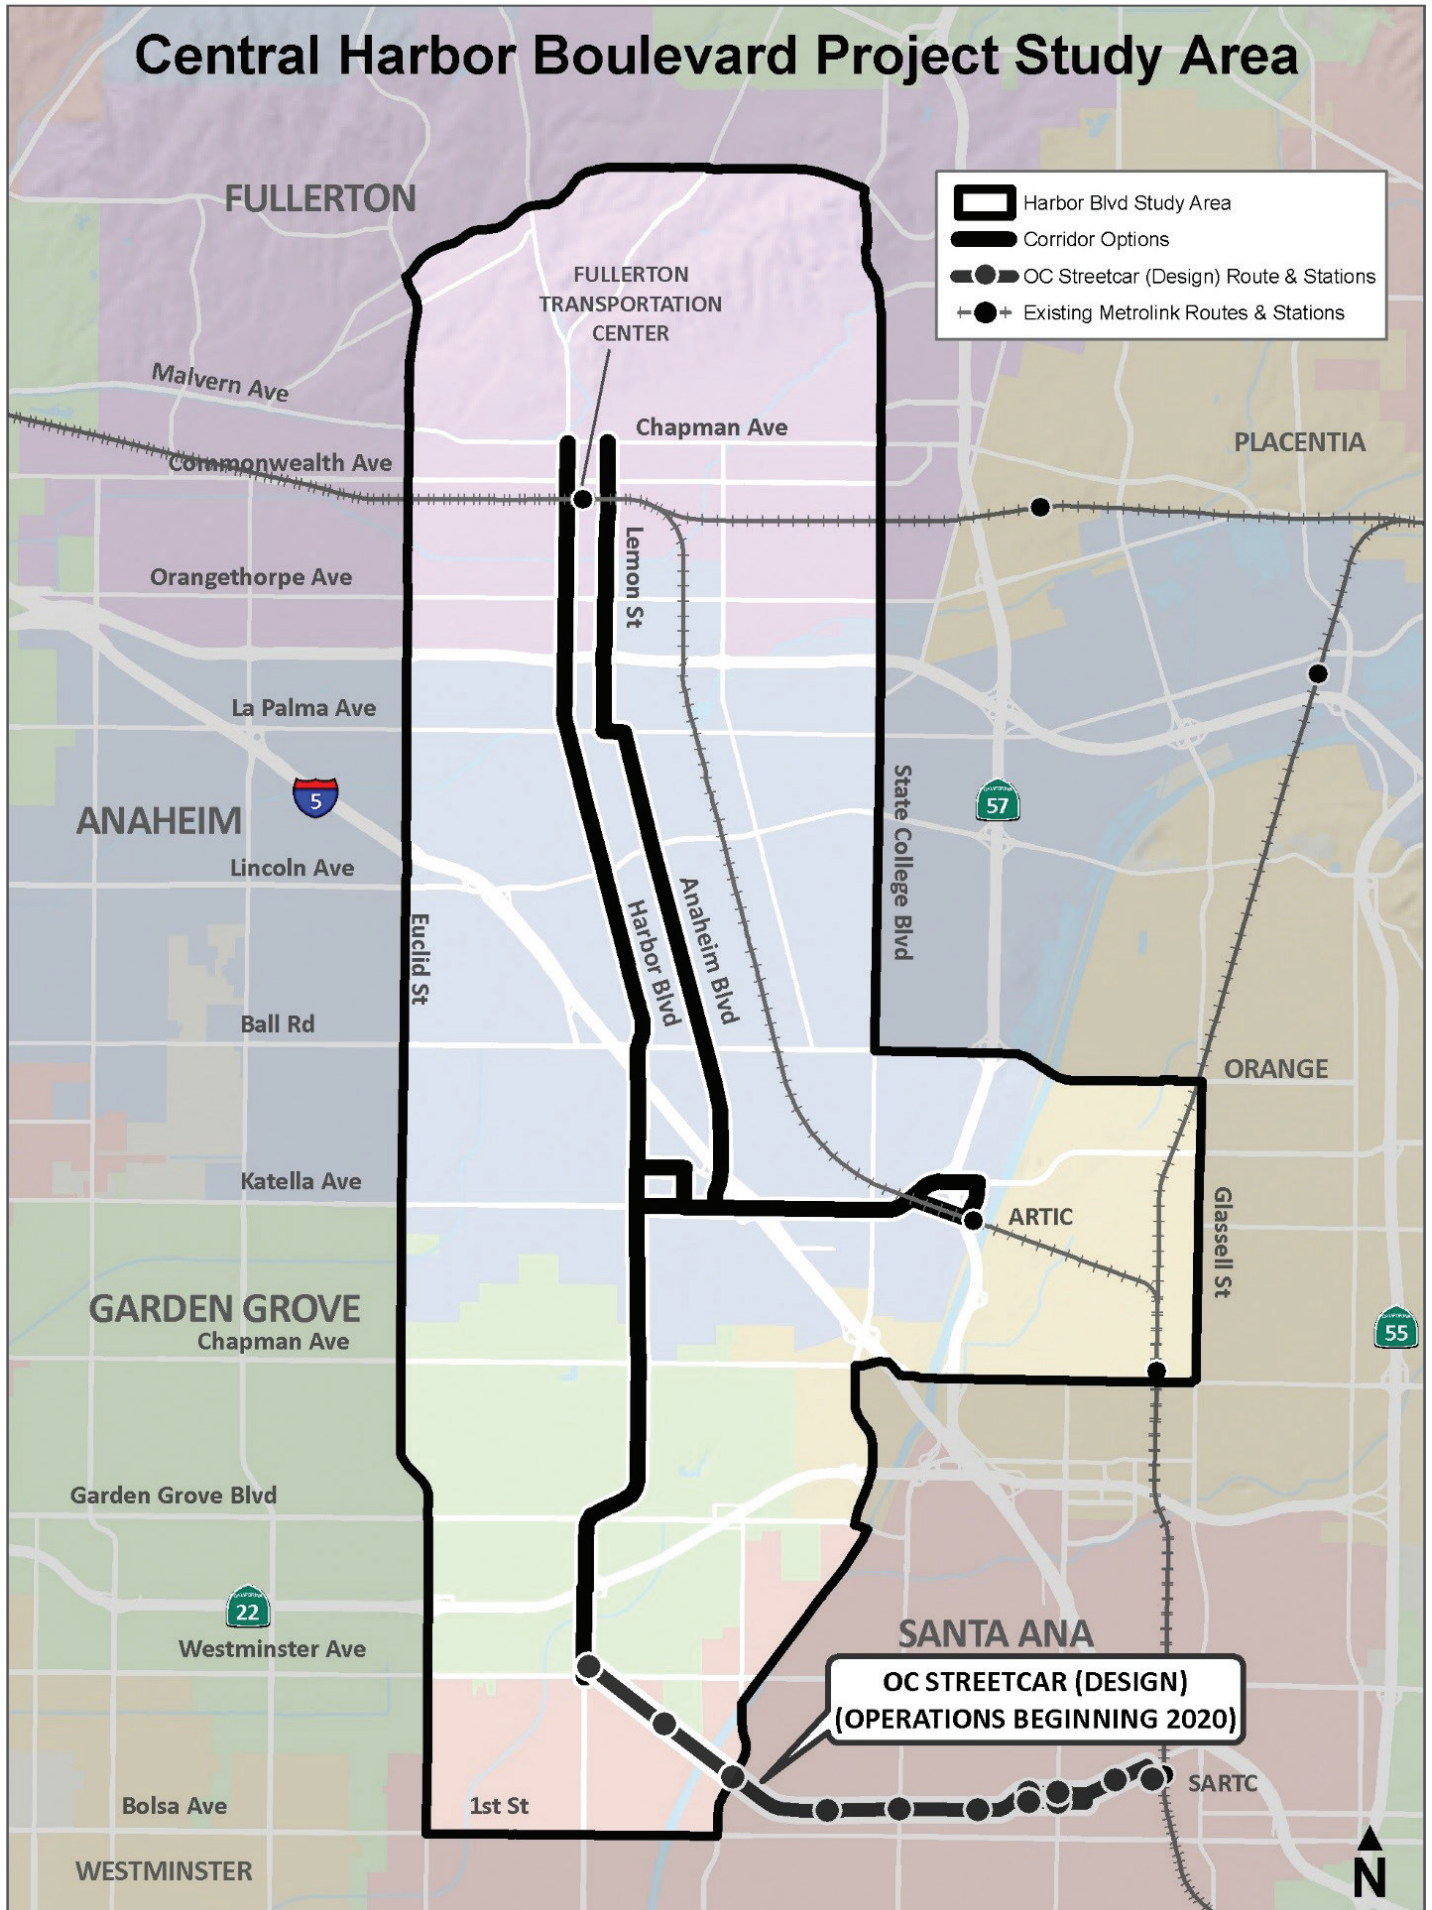 Central Harbor Boulevard Project Study Area
FULLERTON
Harbor Blvd Study Area
Corridor Options
OC Streetcar (Design) Route & Stations
Existing Metrolink Routes & Stations
FULLERTON
TRANSPORTATION
CENTER
Malvern Ave
Chapman Ave
PLACENTIA
Commonwealth Ave
Lemon St
Orangethorpe Ave
La Palma Ave
State College Blvd
CALIFORNIA
57
5
ANAHEIM
Lincoln Ave
Anaheim Blvd
Harbor Blvd
Euclid St
Ball Rd
ORANGE
Katella Ave
Glassell St
ARTIC
GARDEN GROVE
Chapman Ave
CALIFORNIA
55
Garden Grove Blvd
CALIFORNIA
22
Westminster Ave
SANTA ANA
OC STREETCAR (DESIGN)
(OPERATIONS BEGINNING 2020)
SARTC
Bolsa Ave
1st St
WESTMINSTER
N